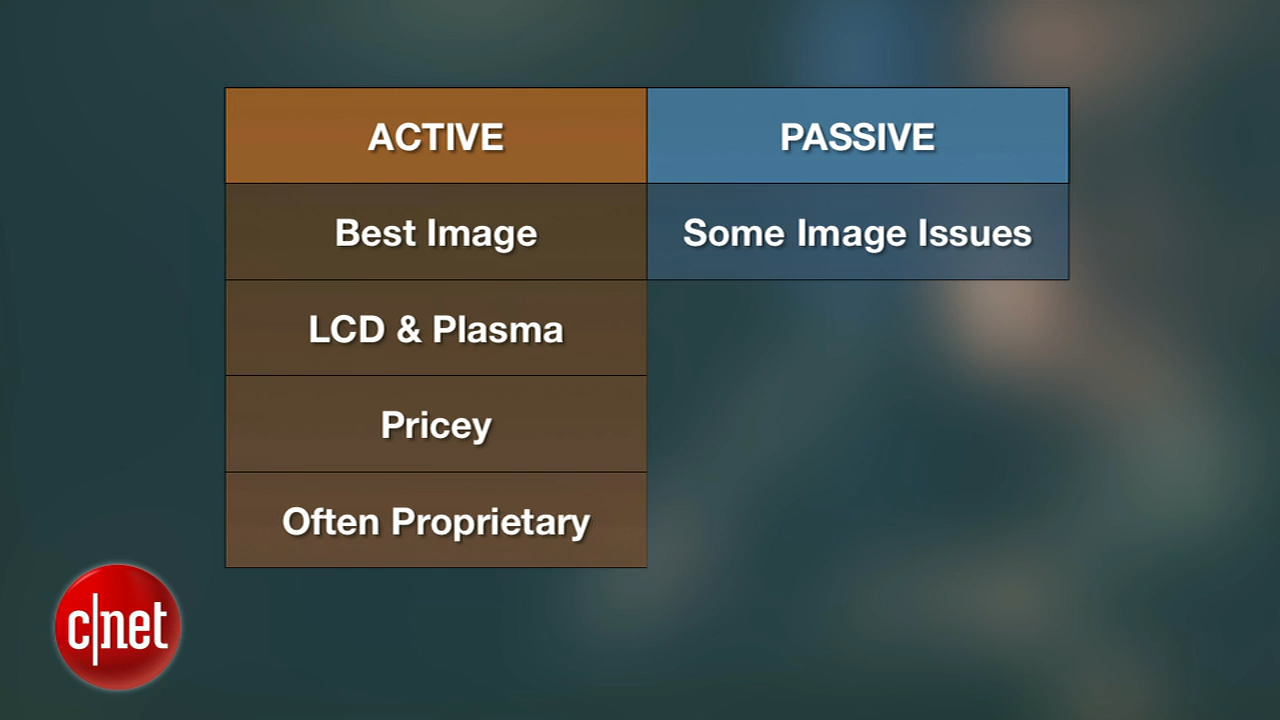 ACTIVE PASSIVE
Best Image Some Image Issues
LCD & Plasma
Pricey
Often Proprietary
c|net